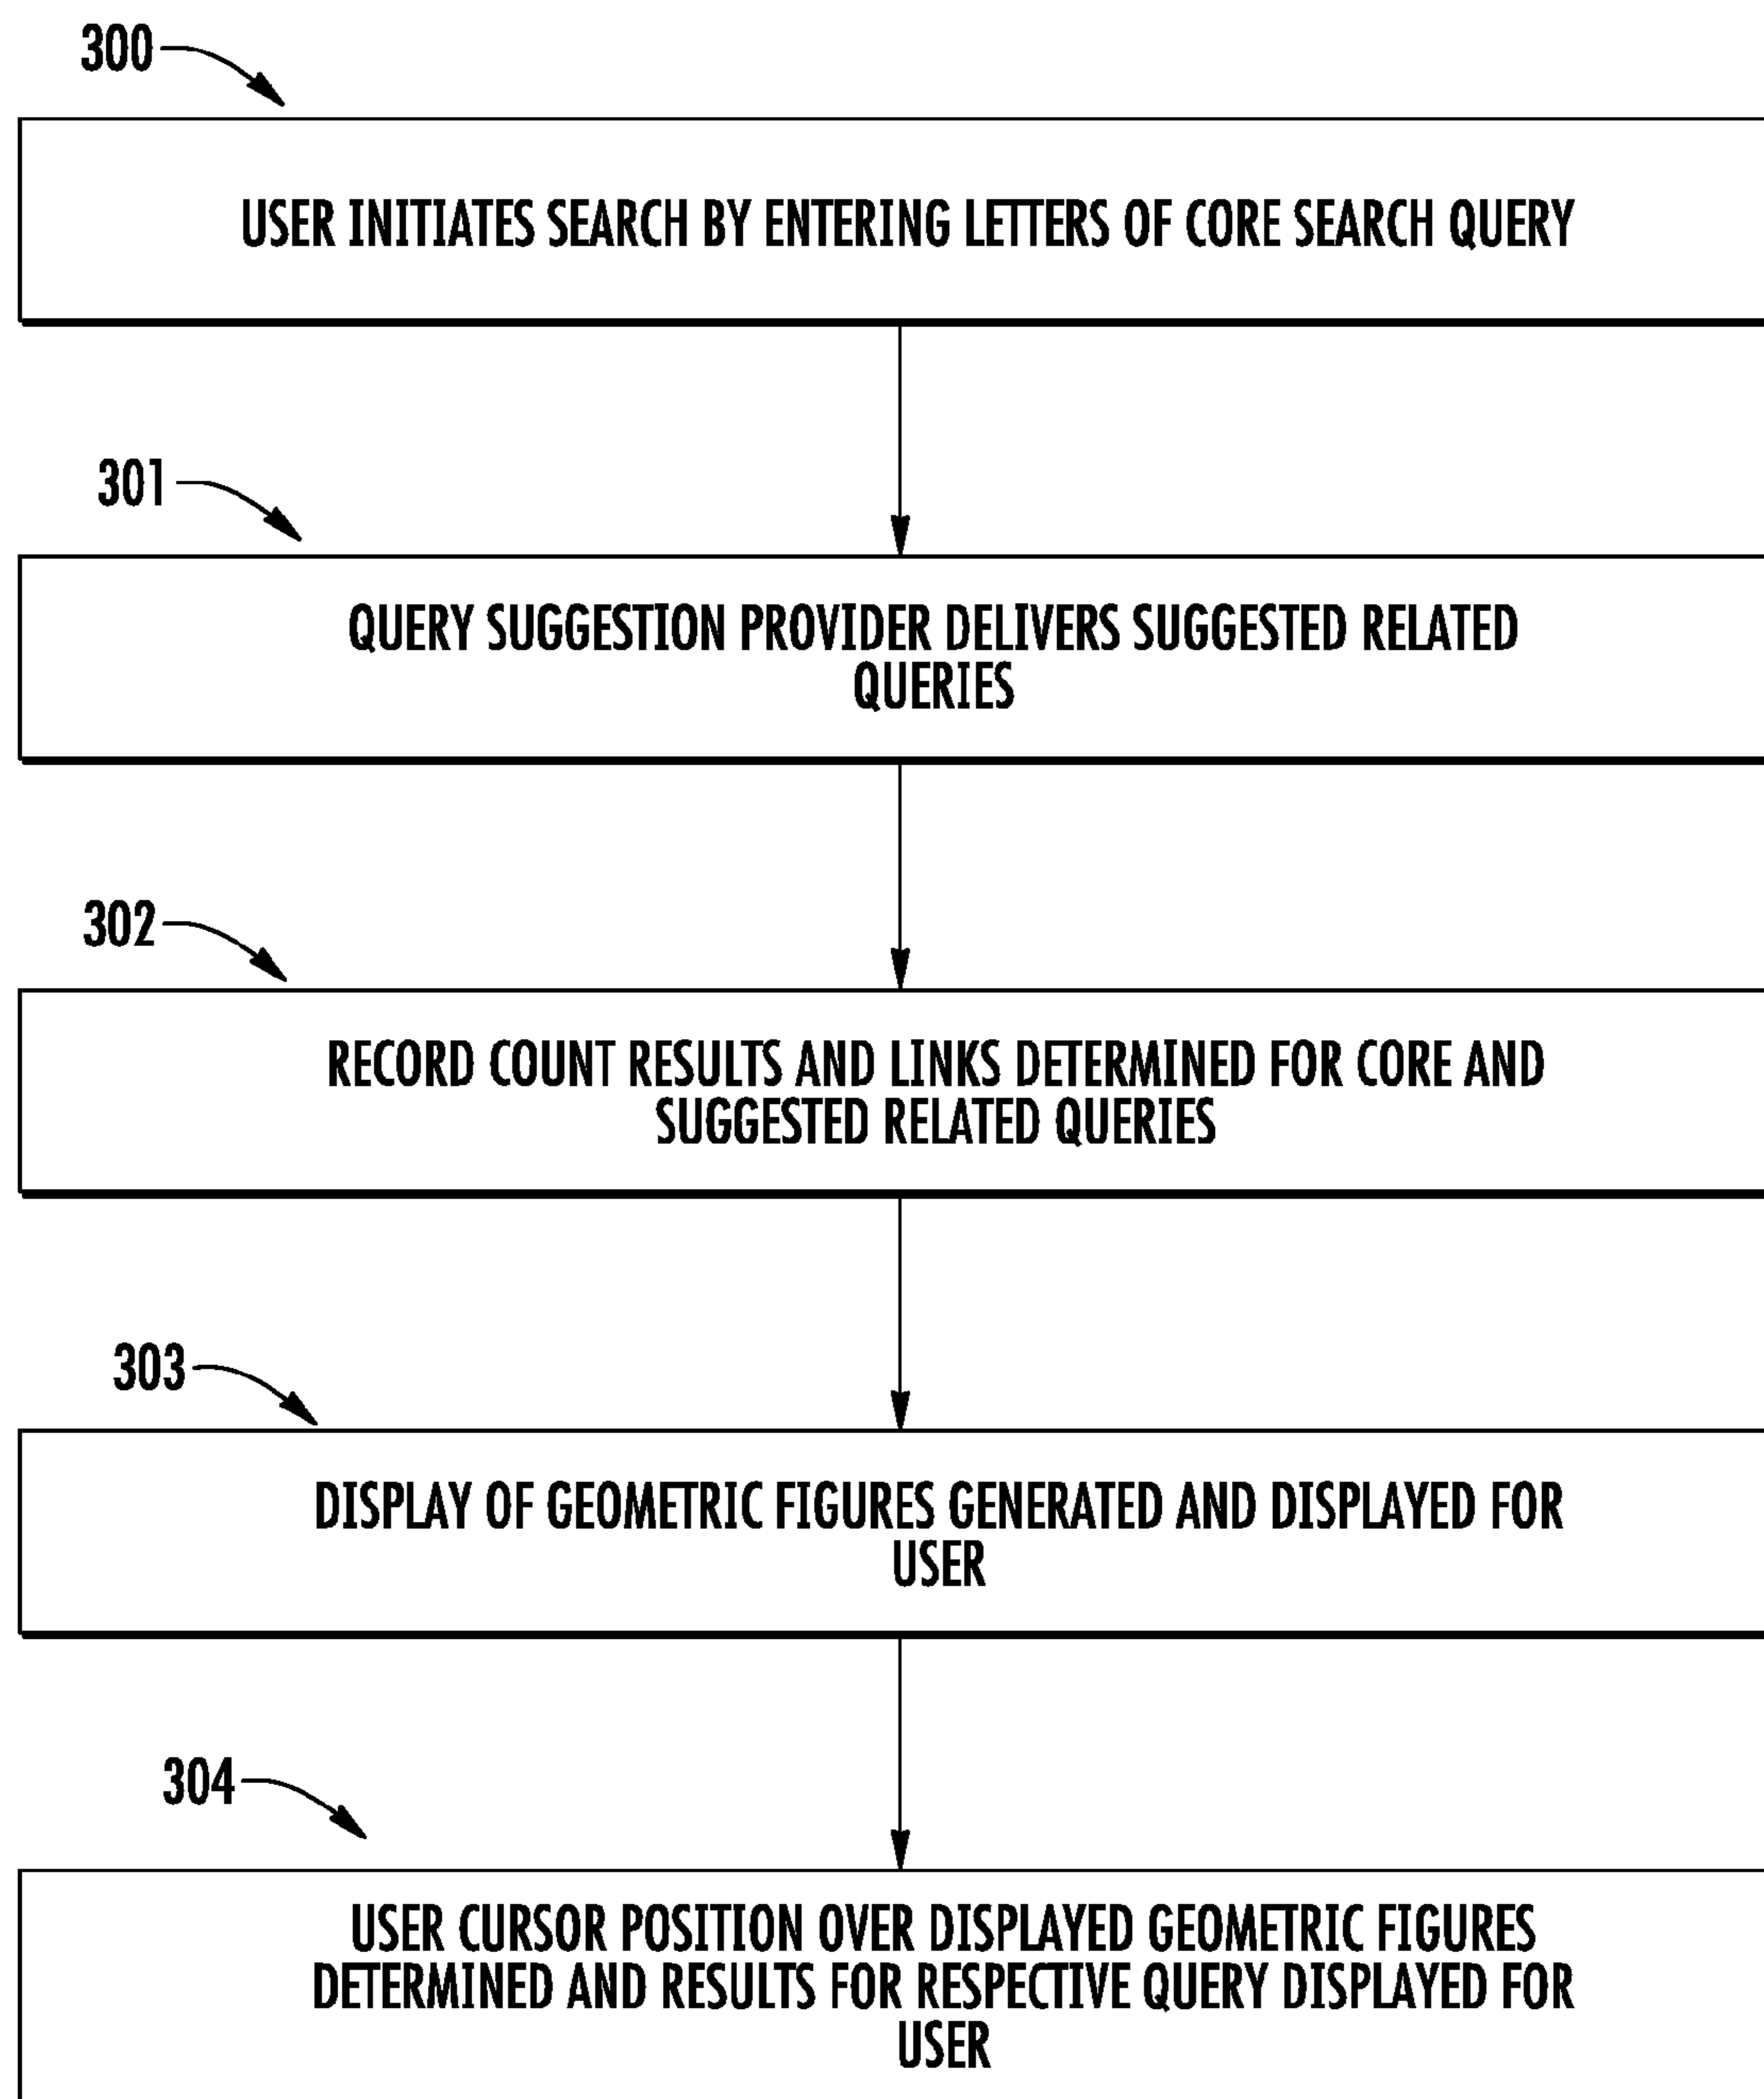 300
USER INITIATES SEARCH BY ENTERING LETTERS OF CORE SEARCH QUERY
301
QUERY SUGGESTION PROVIDER DELIVERS SUGGESTED RELATED
QUERIES
302
RECORD COUNT RESULTS AND LINKS DETERMINED FOR CORE AND
SUGGESTED RELATED QUERIES
303
DISPLAY OF GEOMETRIC FIGURES GENERATED AND DISPLAYED FOR
USER
304
USER CURSOR POSITION OVER DISPLAYED GEOMETRIC FIGURES
DETERMINED AND RESULTS FOR RESPECTIVE QUERY DISPLAYED FOR
USER